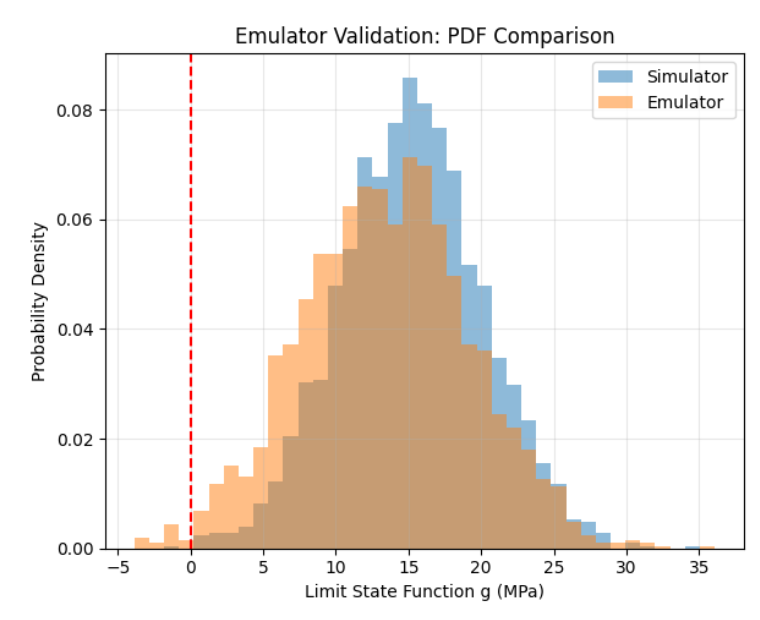 Emulator Validation: PDF Comparison
Simulator
Emulator
Probability Density
0.08
0.06
0.04
0.02
0.00
−5 0 5 10 15 20 25 30 35
Limit State Function g (MPa)